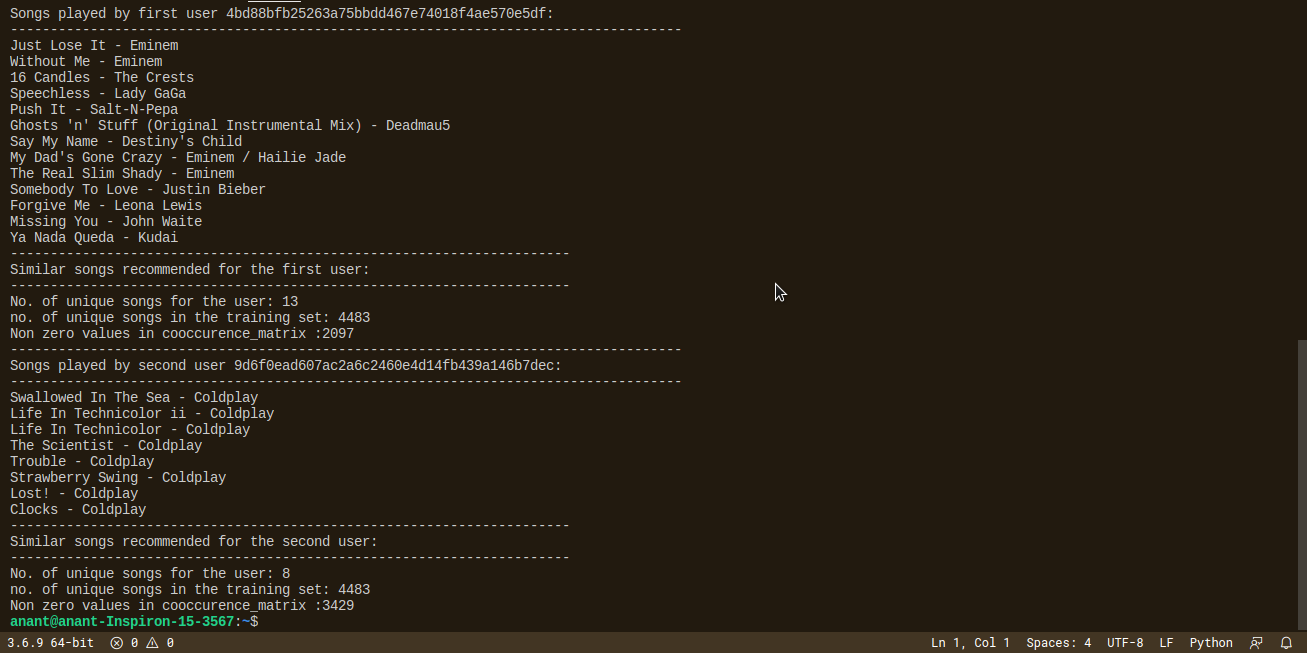 Songs played by first user 4bd88bfb25263a75bbdd467e74018f4ae570e5df:
------------------------------------------------------------------------------------
Just Lose It - Eminem
Without Me - Eminem
16 Candles - The Crests
Speechless - Lady GaGa
Push It - Salt-N-Pepa
Ghosts 'n' Stuff (Original Instrumental Mix) - Deadmau5
Say My Name - Destiny's Child
My Dad's Gone Crazy - Eminem / Hailie Jade
The Real Slim Shady - Eminem
Somebody To Love - Justin Bieber
Forgive Me - Leona Lewis
Missing You - John Waite
Ya Nada Queda - Kudai
----------------------------------------------------------------------
Similar songs recommended for the first user:
----------------------------------------------------------------------
No. of unique songs for the user: 13
no. of unique songs in the training set: 4483
Non zero values in cooccurence_matrix :2097
------------------------------------------------------------------------------------
Songs played by second user 9d6f0ead607ac2a6c2460e4d14fb439a146b7dec:
------------------------------------------------------------------------------------
Swallowed In The Sea - Coldplay
Life In Technicolor ii - Coldplay
Life In Technicolor - Coldplay
The Scientist - Coldplay
Trouble - Coldplay
Strawberry Swing - Coldplay
Lost! - Coldplay
Clocks - Coldplay
----------------------------------------------------------------------
Similar songs recommended for the second user:
----------------------------------------------------------------------
No. of unique songs for the user: 8
no. of unique songs in the training set: 4483
Non zero values in cooccurence_matrix :3429
anant@anant-Inspiron-15-3567:~$
3.6.9 64-bit 0 0 Ln 1, Col 1 Spaces: 4 UTF-8 LF Python